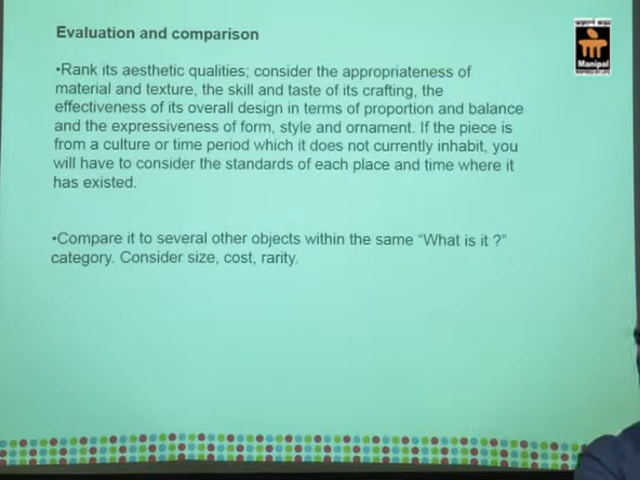 Evaluation and comparison
•Rank its aesthetic qualities; consider the appropriateness of
material and texture, the skill and taste of its crafting, the
effectiveness of its overall design in terms of proportion and balance
and the expressiveness of form, style and ornament. If the piece is
from a culture or time period which it does not currently inhabit, you
will have to consider the standards of each place and time where it
has existed.
•Compare it to several other objects within the same “What is it ?”
category. Consider size, cost, rarity.
Manipal
INSPIRED BY LIFE